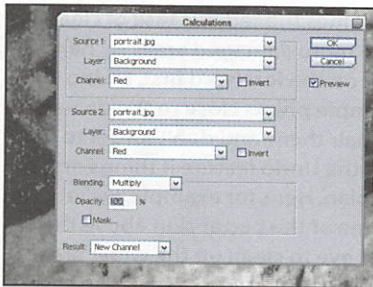 Calculations
Source 1: portrait.jpg
Layer: Background
Channel: Red Invert
OK
Cancel
Preview
Source 2: portrait.jpg
Layer: Background
Channel: Red Invert
Blending: Multiply
Opacity: 100 %
Mask...
Result: New Channel